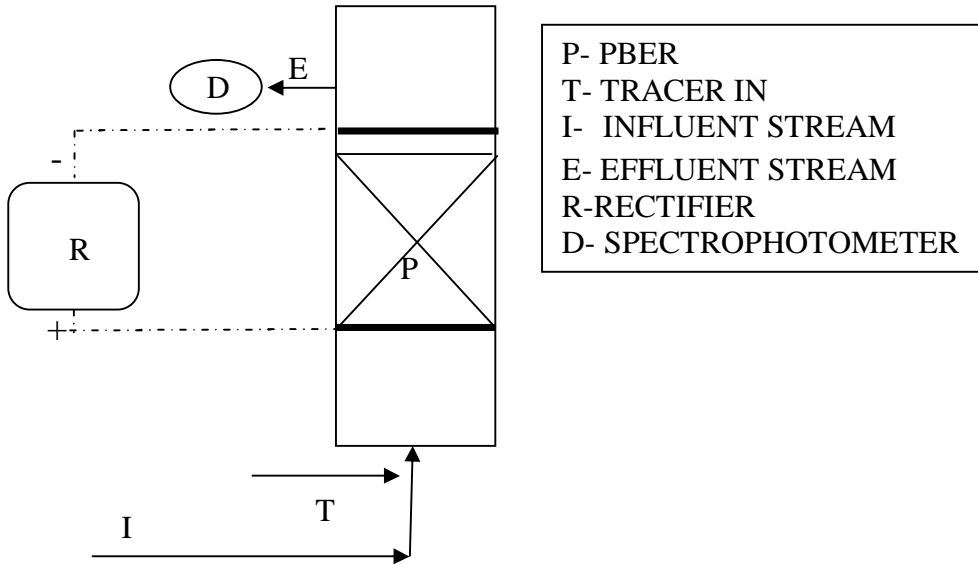 E
D
-
R
P
+
T
I
P- PBER
T- TRACER IN
I- INFLUENT STREAM
E- EFFLUENT STREAM
R-RECTIFIER
D- SPECTROPHOTOMETER